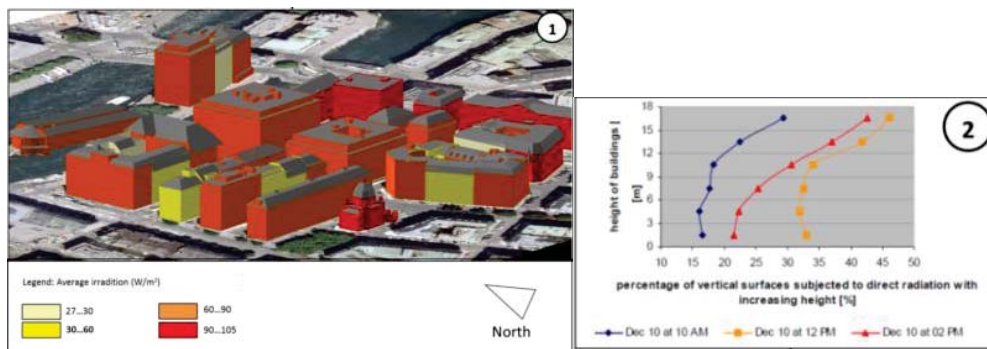 1
Legend: Average irradition (W/m²)
27...30
30...60
60...90
90...105
North
2
height of buildings [
[m]
18
15
12
9
6
3
0
10 15 20 25 30 35 40 45 50
percentage of vertical surfaces subjected to direct radiation with
increasing height [%]
Dec 10 at 10 AM Dec 10 at 12 PM Dec 10 at 02 PM